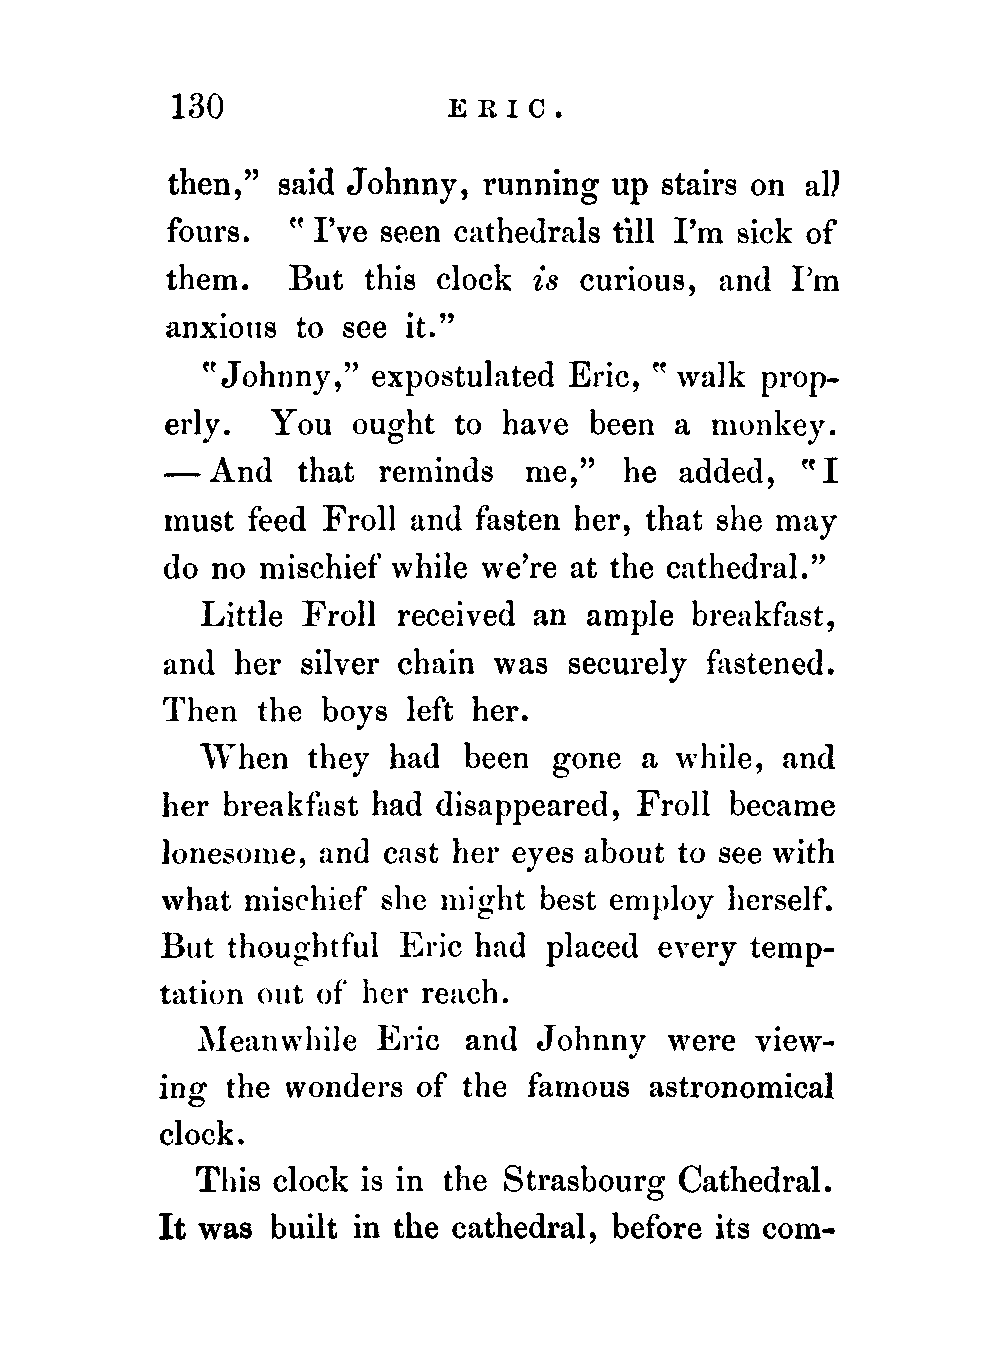 130 ERIC.
then,” said Johnny, running up stairs on all
fours. “I’ve seen cathedrals till I’m sick of
them. But this clock is curious, and I’m
anxious to see it.”
“Johnny,” expostulated Eric, “walk prop-
erly. You ought to have been a monkey.
— And that reminds me,” he added, “I
must feed Froll and fasten her, that she may
do no mischief while we’re at the cathedral.”
Little Froll received an ample breakfast,
and her silver chain was securely fastened.
Then the boys left her.
When they had been gone a while, and
her breakfast had disappeared, Froll became
lonesome, and cast her eyes about to see with
what mischief she might best employ herself.
But thoughtful Eric had placed every temp-
tation out of her reach.
Meanwhile Eric and Johnny were view-
ing the wonders of the famous astronomical
clock.
This clock is in the Strasbourg Cathedral.
It was built in the cathedral, before its com-